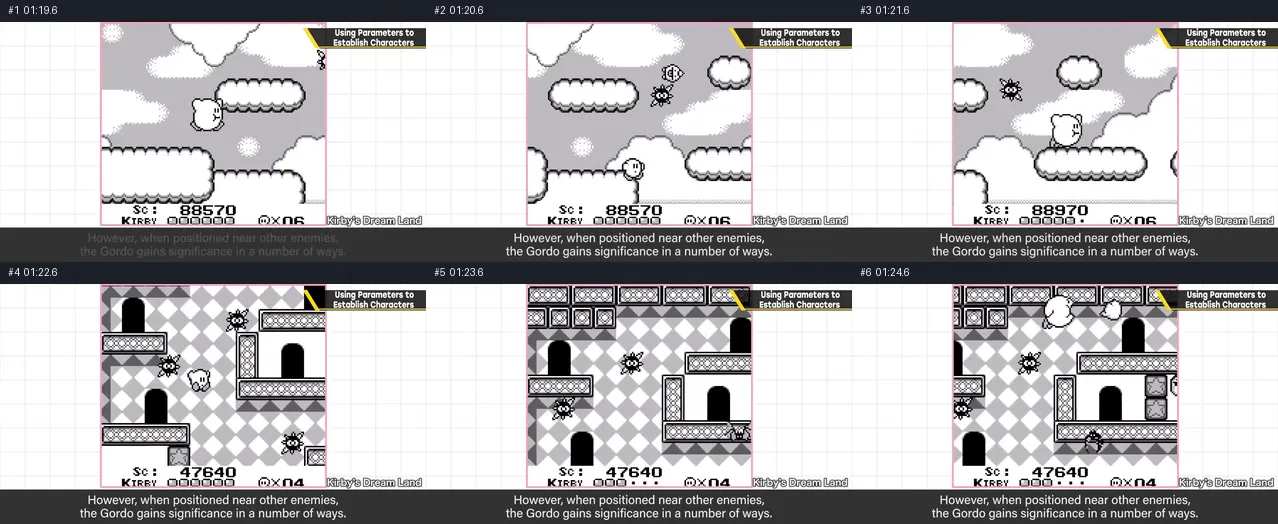 #1 01:19.6
Using Parameters to
Establish Characters
Sc: 88570
KIRBY ×06
Kirby's Dream Land
However, when positioned near other enemies,
the Gordo gains significance in a number of ways.
#2 01:20.6
Using Parameters to
Establish Characters
Sc: 88570
KIRBY ×06
Kirby's Dream Land
However, when positioned near other enemies,
the Gordo gains significance in a number of ways.
#3 01:21.6
Using Parameters to
Establish Characters
Sc: 88970
KIRBY ×06
Kirby's Dream Land
However, when positioned near other enemies,
the Gordo gains significance in a number of ways.
#4 01:22.6
Using Parameters to
Establish Characters
Sc: 47640
KIRBY ×04
Kirby's Dream Land
However, when positioned near other enemies,
the Gordo gains significance in a number of ways.
#5 01:23.6
Using Parameters to
Establish Characters
Sc: 47640
KIRBY ×04
Kirby's Dream Land
However, when positioned near other enemies,
the Gordo gains significance in a number of ways.
#6 01:24.6
Using Parameters to
Establish Characters
Sc: 47640
KIRBY ×04
Kirby's Dream Land
However, when positioned near other enemies,
the Gordo gains significance in a number of ways.